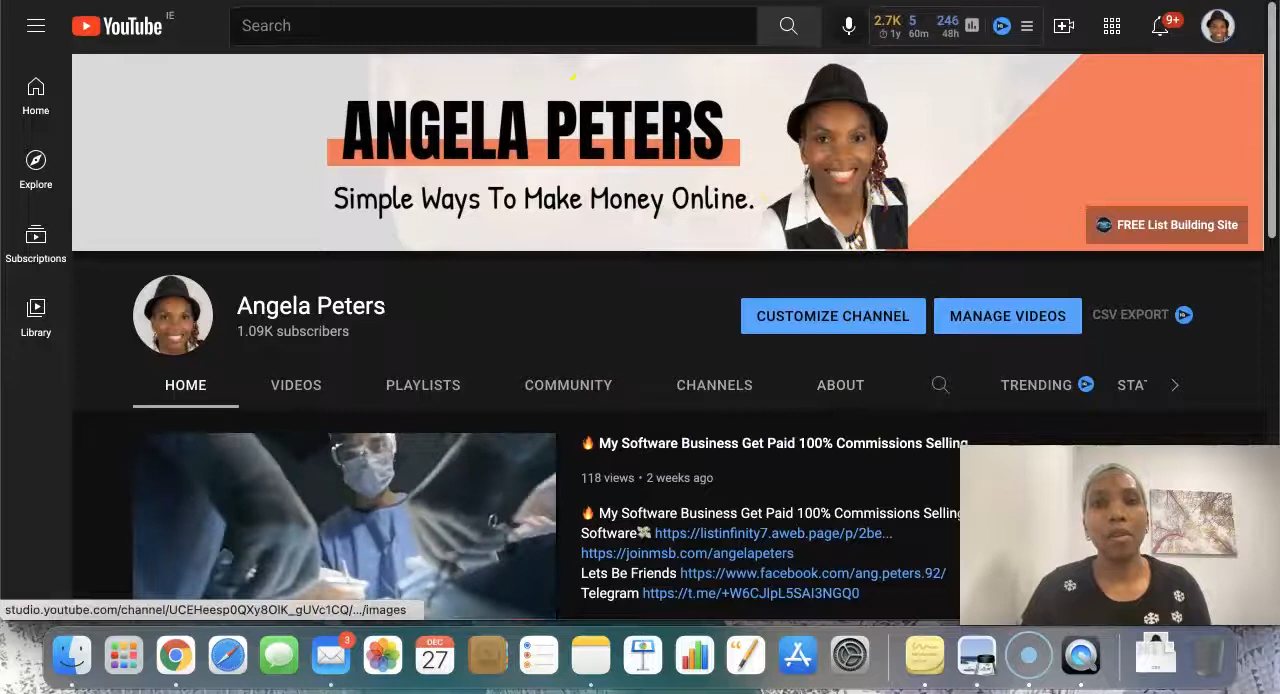 YouTube IE
Search
2.7K 5 246
1y 60m 48h
9+
Home
Explore
Subscriptions
Library
ANGELA PETERS
Simple Ways To Make Money Online.
FREE List Building Site
Angela Peters
1.09K subscribers
CUSTOMIZE CHANNEL
MANAGE VIDEOS
CSV EXPORT
HOME
VIDEOS
PLAYLISTS
COMMUNITY
CHANNELS
ABOUT
TRENDING
STAT
🔥 My Software Business Get Paid 100% Commissions Selling
118 views • 2 weeks ago
🔥 My Software Business Get Paid 100% Commissions Selling
Software💸 https://listinfinity7.aweb.page/p/2be...
https://joinmsb.com/angelapeters
Lets Be Friends https://www.facebook.com/ang.peters.92/
Telegram https://t.me/+W6CJlpL5SAI3NGQ0
studio.youtube.com/channel/UCEHeesp0QXy8OlK_gUVc1CQ/.../images
3
DEC
27